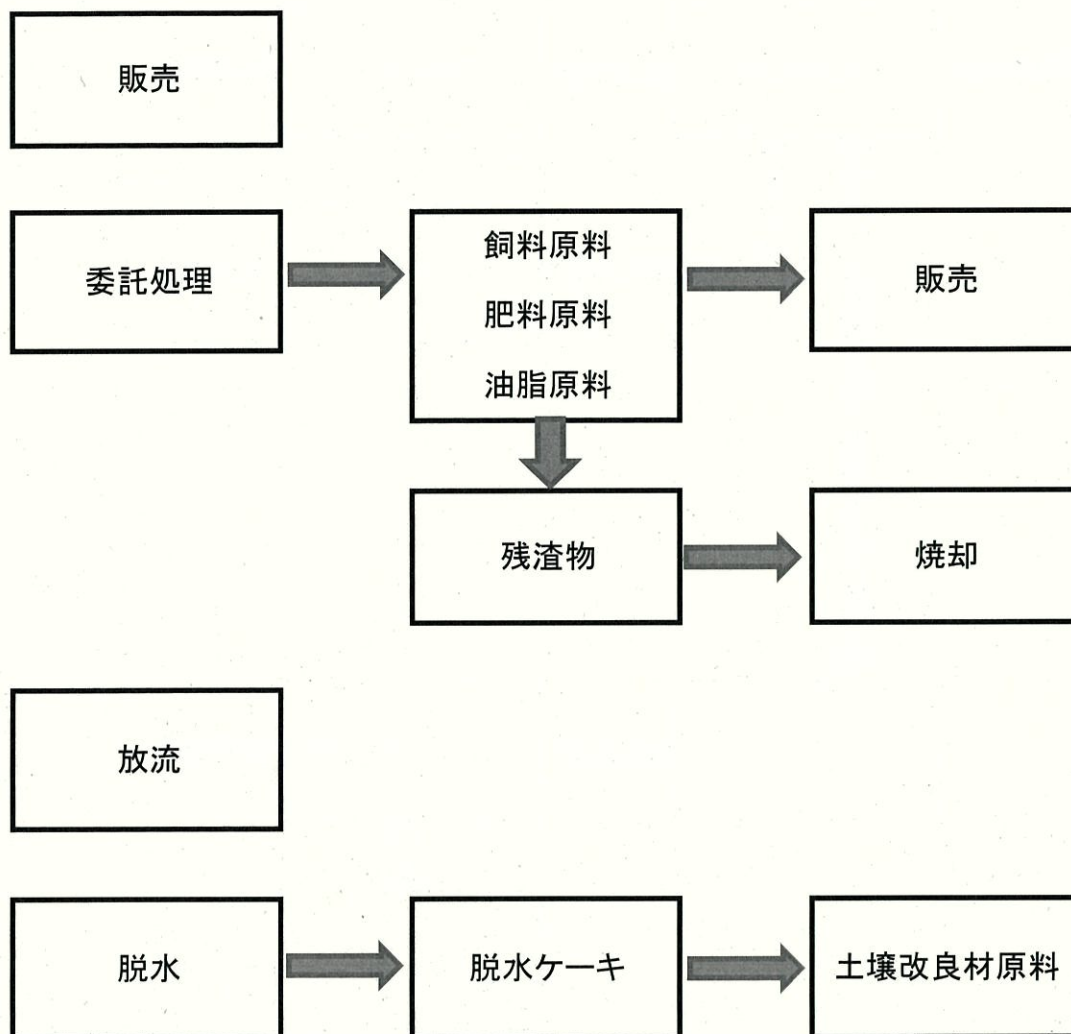 販売
委託処理
飼料原料
肥料原料
油脂原料
販売
残渣物
焼却
放流
脱水
脱水ケーキ
土壌改良材原料